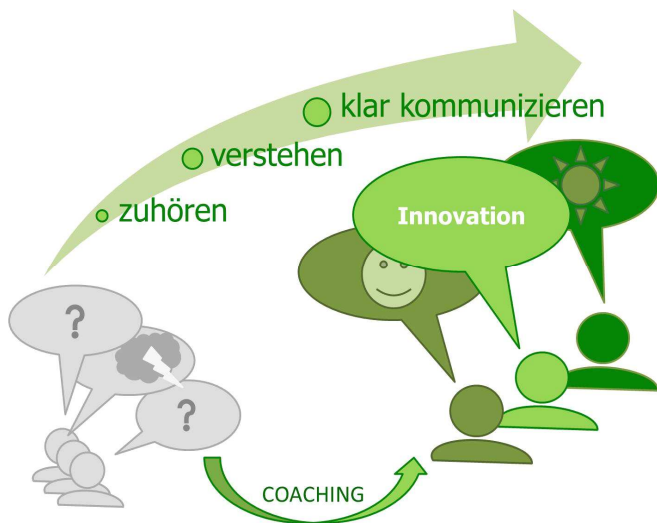 klar kommunizieren
verstehen
zuhören
Innovation
?
?
COACHING